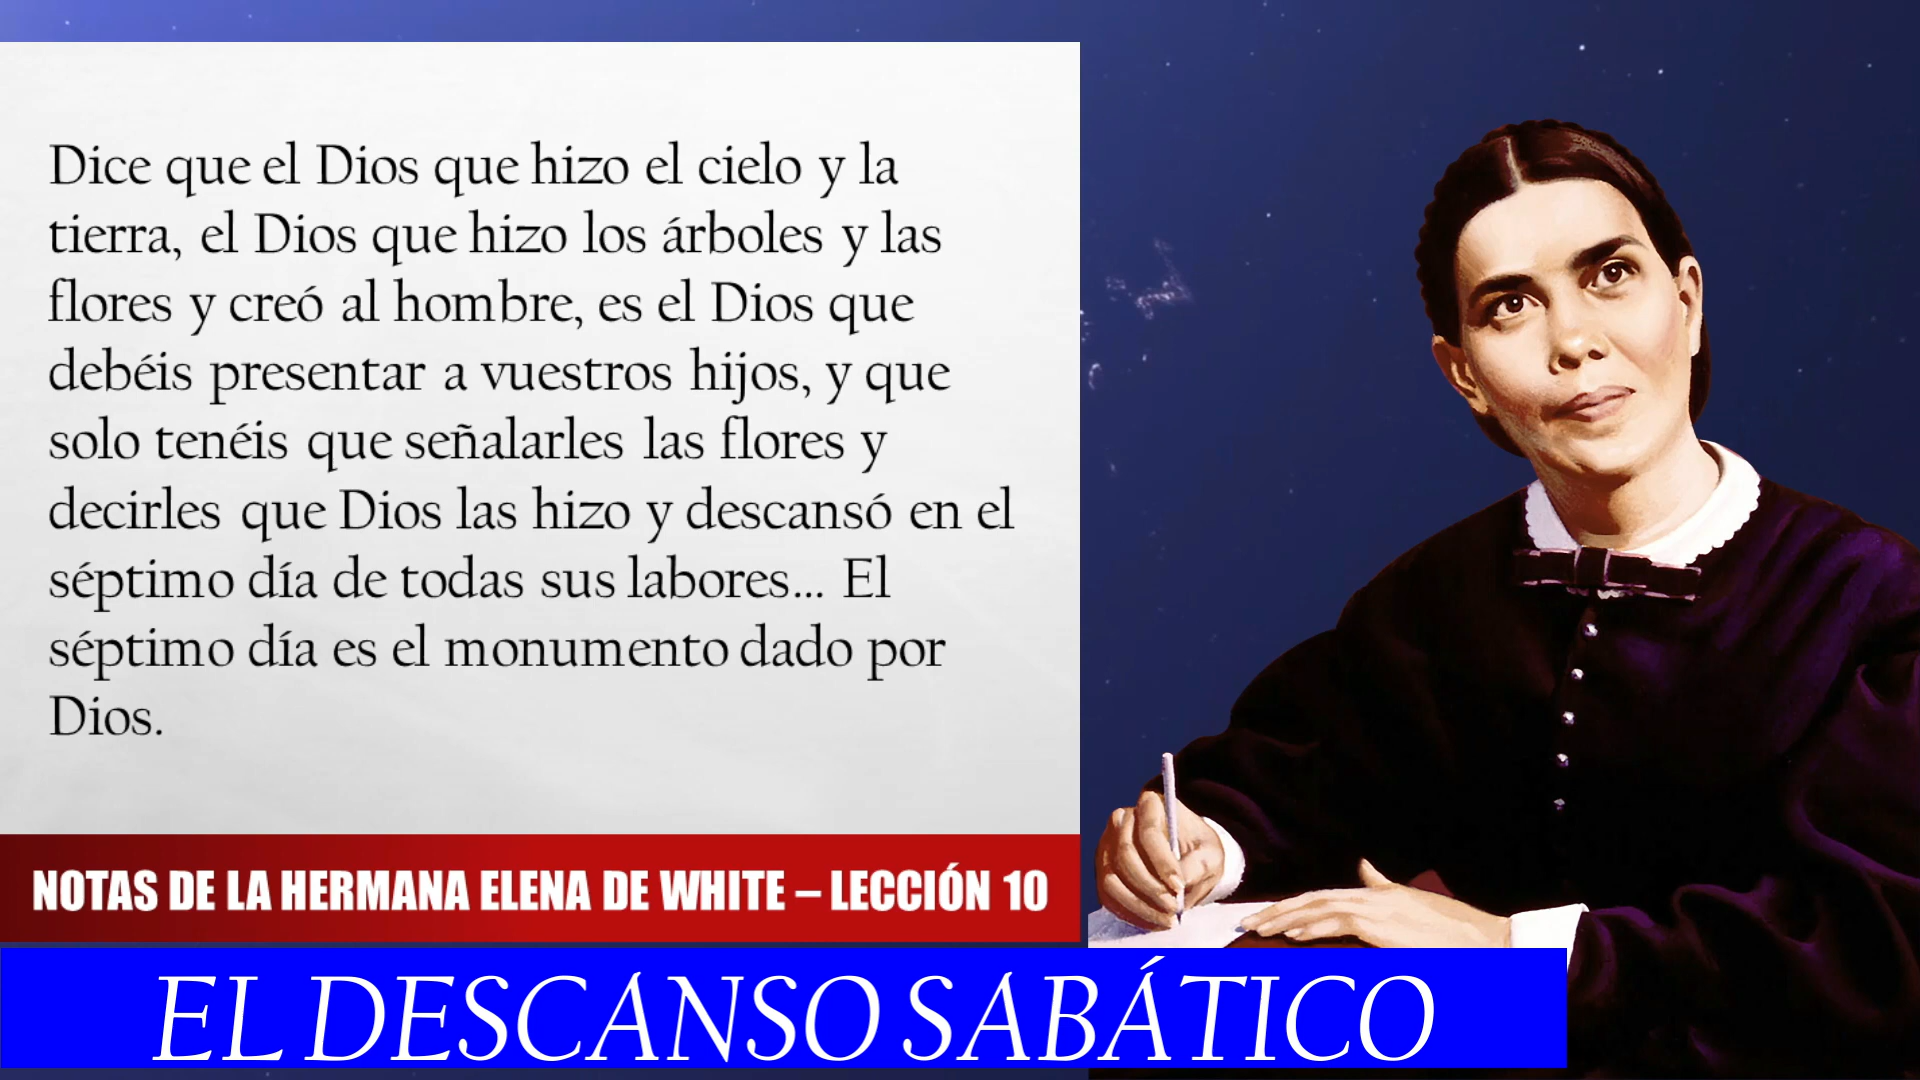 Dice que el Dios que hizo el cielo y la
tierra, el Dios que hizo los árboles y las
flores y creó al hombre, es el Dios que
debéis presentar a vuestros hijos, y que
solo tenéis que señalarles las flores y
decirles que Dios las hizo y descansó en el
séptimo día de todas sus labores... El
séptimo día es el monumento dado por
Dios.
NOTAS DE LA HERMANA ELENA DE WHITE – LECCIÓN 10
EL DESCANSO SABÁTICO